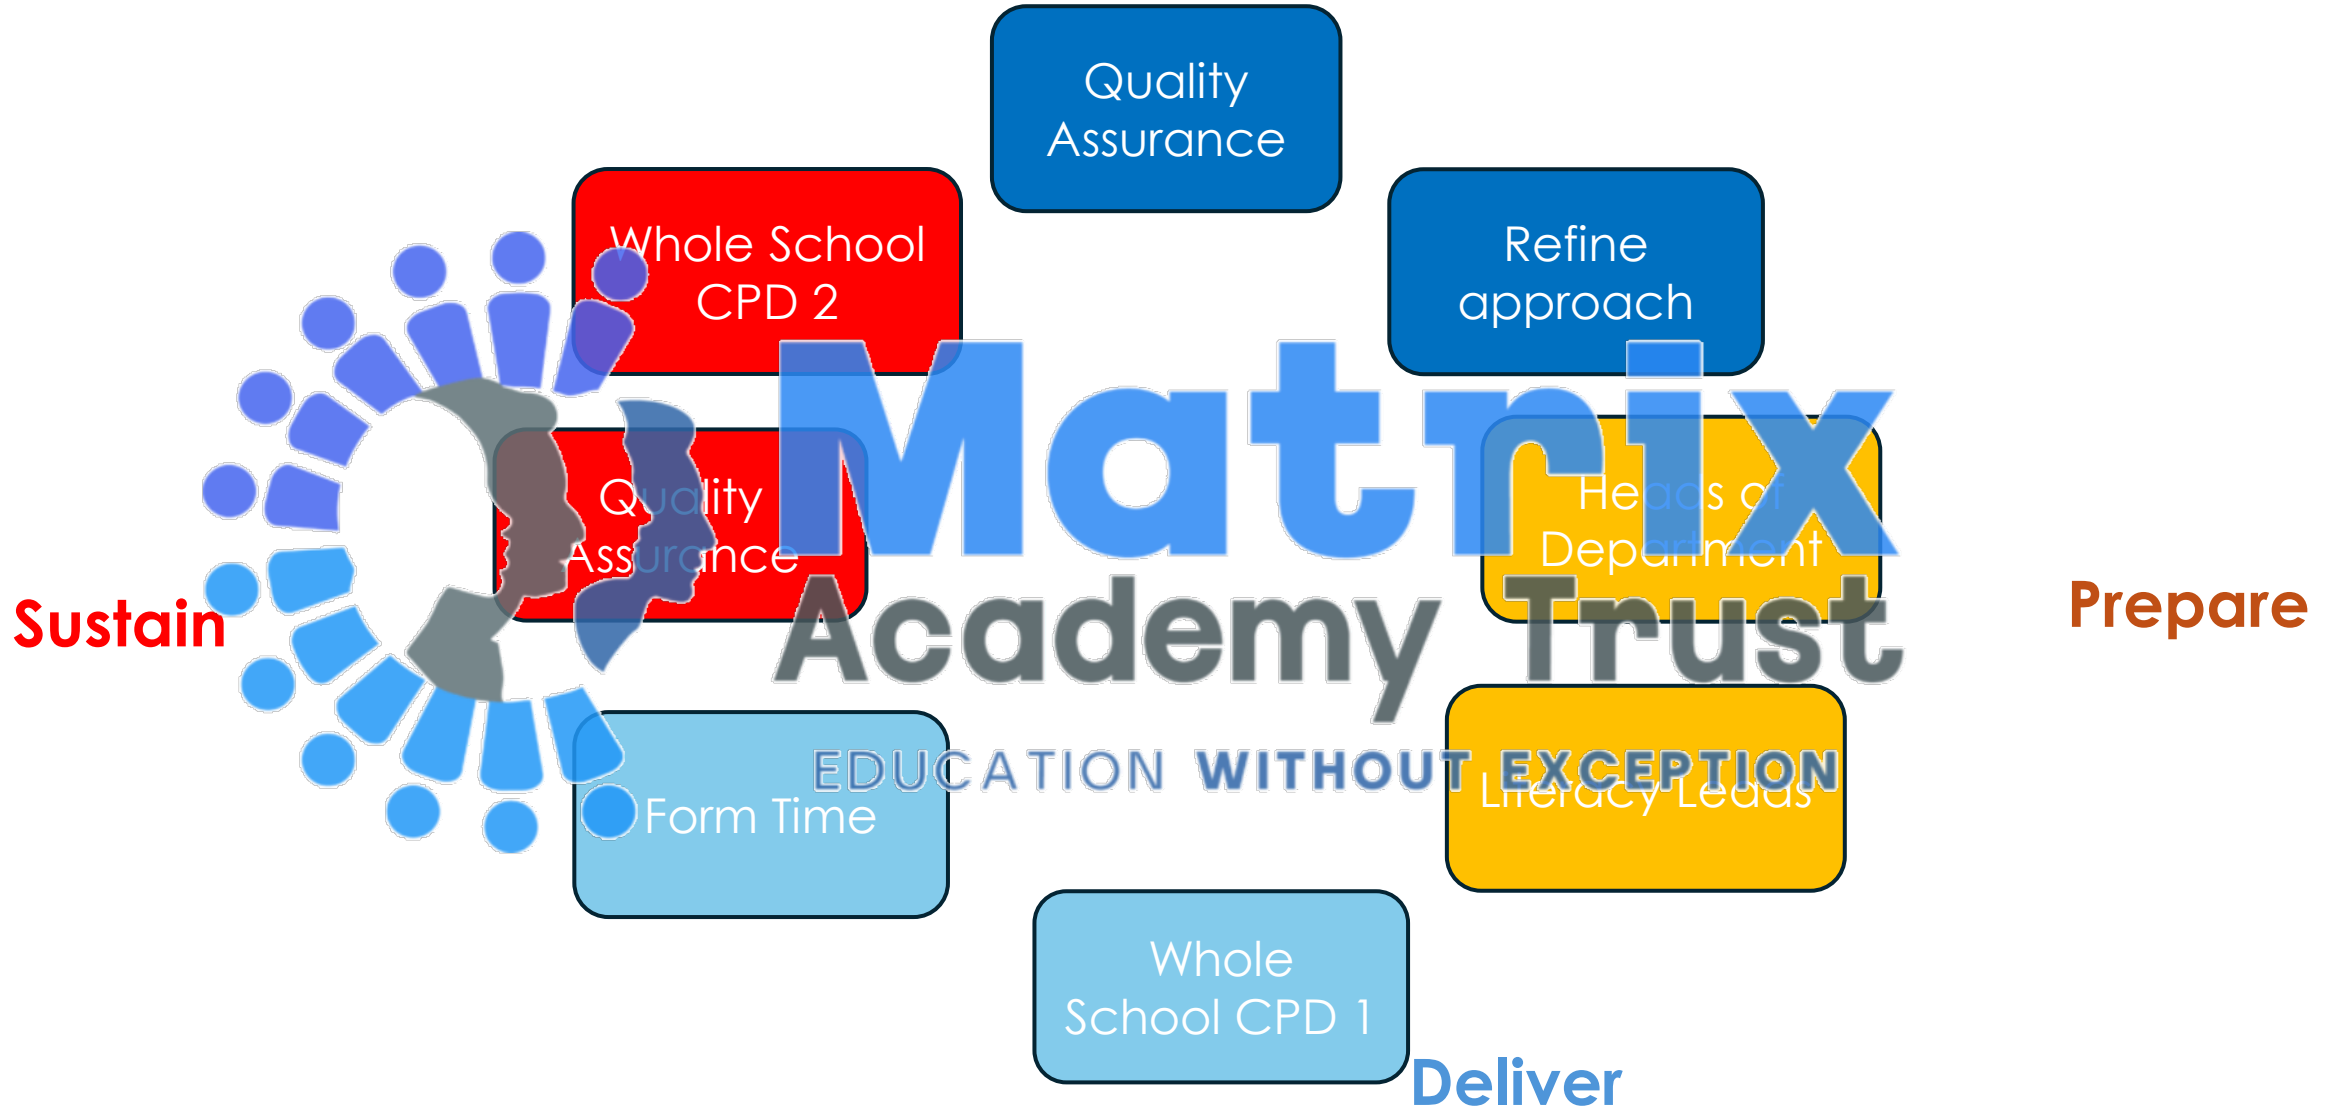 Quality
Assurance
Whole School
CPD 2
Refine
approach
Matrix
Quality
Assurance
Heads of
Department
Academy Trust
Sustain
Prepare
EDUCATION WITHOUT EXCEPTION
Literacy Leads
Form Time
Whole
School CPD 1
Deliver